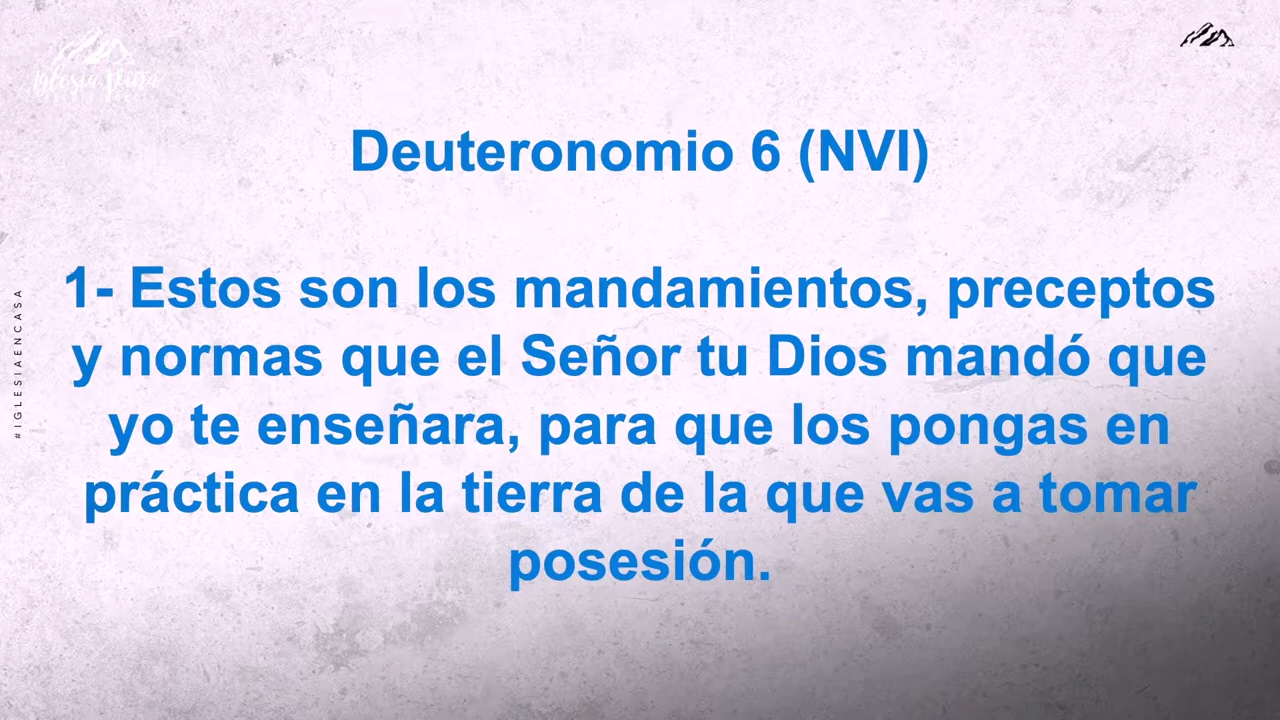 Deuteronomio 6 (NVI)
1- Estos son los mandamientos, preceptos
y normas que el Señor tu Dios mandó que
yo te enseñara, para que los pongas en
práctica en la tierra de la que vas a tomar
posesión.
#IGLESIAENCASA